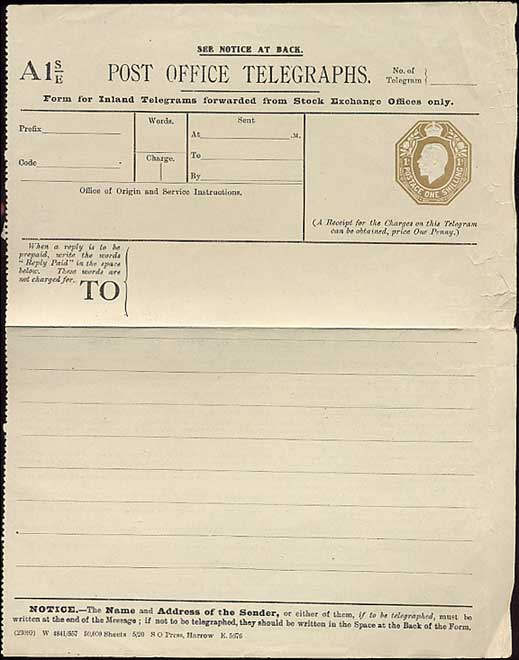 SEE NOTICE AT BACK.
A1 S/E
POST OFFICE TELEGRAPHS.
No. of Telegram
Form for Inland Telegrams forwarded from Stock Exchange Offices only.
Prefix
Code
Words.
Charge.
Sent
At .M.
To
By
POSTAGE ONE SHILLING
(A Receipt for the Charges on this Telegram
can be obtained, price One Penny.)
Office of Origin and Service Instructions.
When a reply is to be
prepaid, write the words
"Reply Paid" in the space
below. These words are
not charged for.
TO
NOTICE.—The Name and Address of the Sender, or either of them, if to be telegraphed, must be
written at the end of the Message; if not to be telegraphed, they should be written in the Space at the Back of the Form.
W 4841/557 50,000 Sheets 5/20 S O Press, Harrow E. 5676